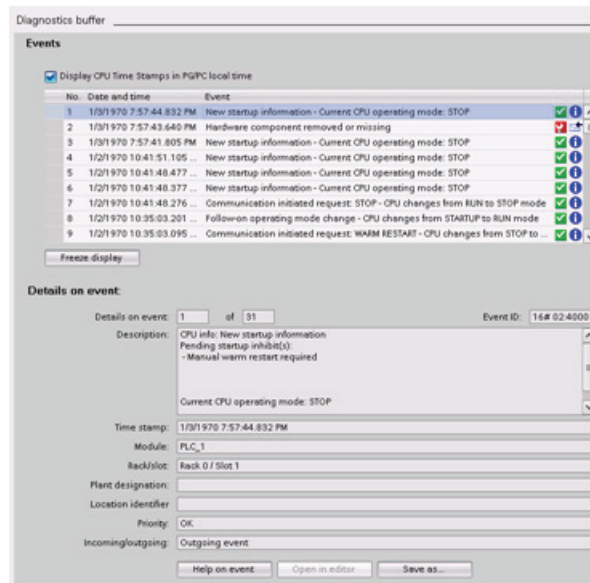 Diagnostics buffer
Events
Display CPU Time Stamps in PG/PC local time
No. Date and time Event
1 1/3/1970 7:57:44.832 PM New startup information - Current CPU operating mode: STOP
2 1/3/1970 7:57:43.640 PM Hardware component removed or missing
3 1/3/1970 7:57:41.805 PM New startup information - Current CPU operating mode: STOP
4 1/2/1970 10:41:51.105 ... New startup information - Current CPU operating mode: STOP
5 1/2/1970 10:41:48.477 ... New startup information - Current CPU operating mode: STOP
6 1/2/1970 10:41:48.377 ... New startup information - Current CPU operating mode: STOP
7 1/2/1970 10:41:48.276 ... Communication initiated request: STOP - CPU changes from RUN to STOP mode
8 1/2/1970 10:35:03.201 ... Follow-on operating mode change - CPU changes from STARTUP to RUN mode
9 1/2/1970 10:35:03.095 ... Communication initiated request: WARM RESTART - CPU changes from STOP to ...
Freeze display
Details on event:
Details on event: 1 of 31 Event ID: 16# 02:4000
Description: CPU info: New startup information
Pending startup inhibit(s):
- Manual warm restart required
Current CPU operating mode: STOP
Time stamp: 1/3/1970 7:57:44.832 PM
Module: PLC_1
Rack/slot: Rack 0 / Slot 1
Plant designation:
Location identifier
Priority: OK
Incoming/outgoing: Outgoing event
Help on event Open in editor Save as...